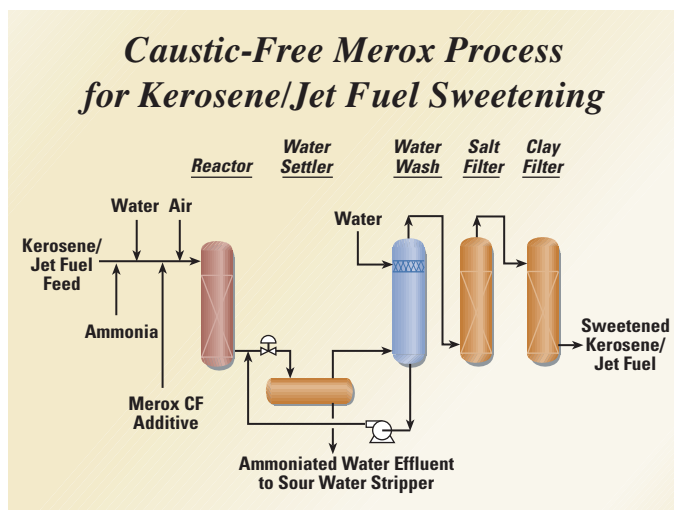 Caustic-Free Merox Process
for Kerosene/Jet Fuel Sweetening
Reactor
Water
Settler
Water
Wash
Salt
Filter
Clay
Filter
Water Air
Water
Kerosene/
Jet Fuel
Feed
Ammonia
Merox CF
Additive
Sweetened
Kerosene/
Jet Fuel
Ammoniated Water Effluent
to Sour Water Stripper